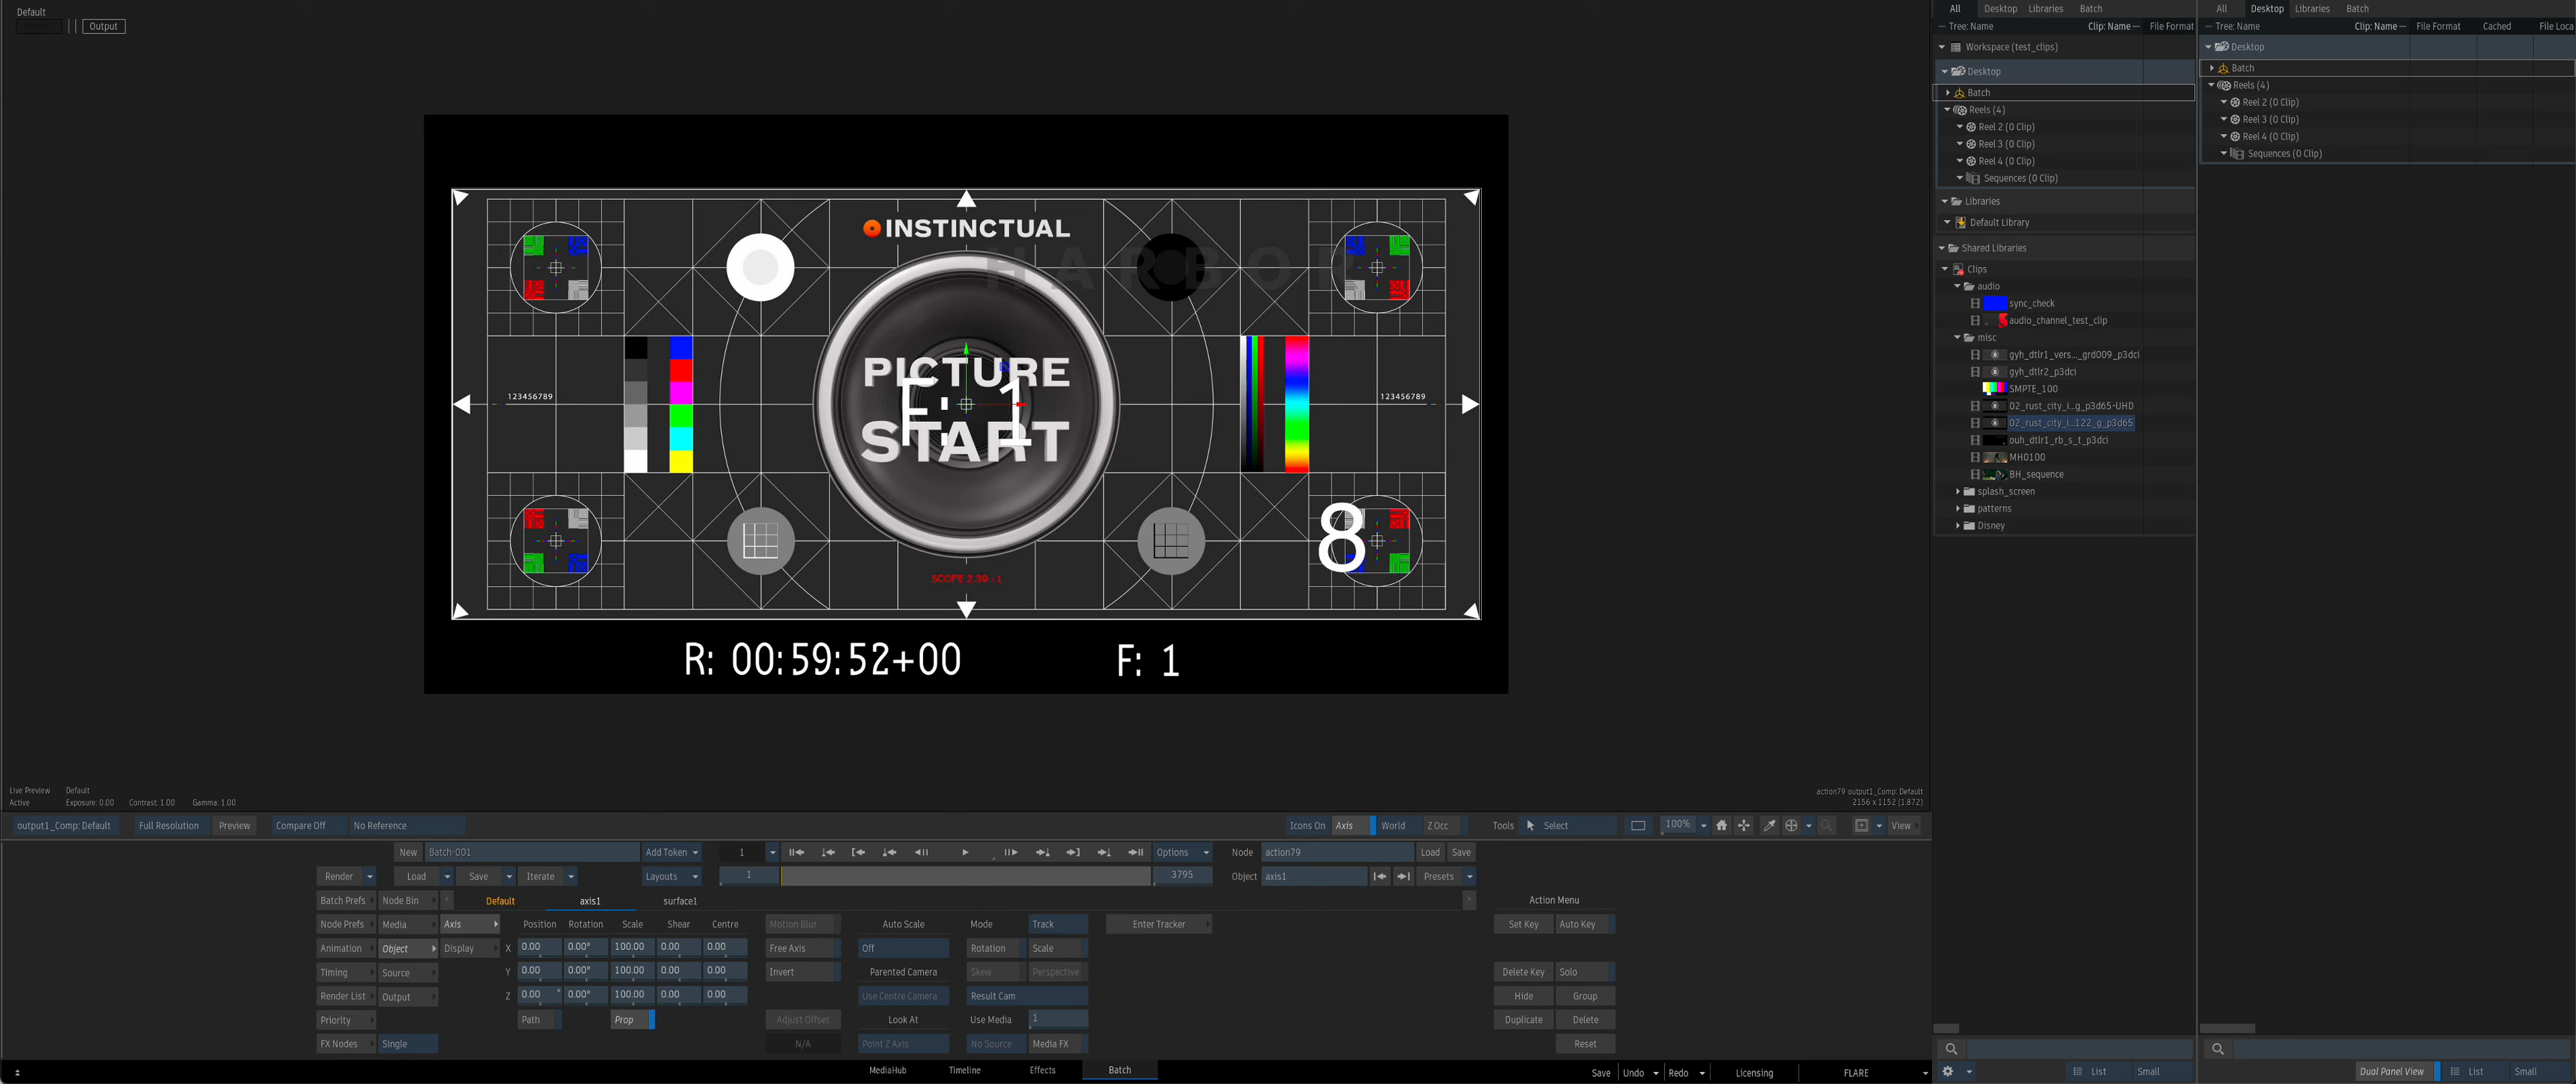 Default
Output
INSTINCTUAL
HARBOR
PICTURE
F: 1
START
123456789
123456789
8
SCOPE 2.39 : 1
R: 00:59:52+00 F: 1
Live Preview Default
Active Exposure: 0.00 Contrast: 1.00 Gamma: 1.00
action79 output1_Comp: Default
2156 x 1152 (1.872)
output1_Comp: Default Full Resolution Preview Compare Off No Reference Icons On Axis World Z Occ Tools Select 100% View
New Batch-001 Add Token 1 Options Node action79 Load Save
Render Load Save Iterate Layouts 1 3795 Object axis1 Presets
Batch Prefs Node Bin Default axis1 surface1 Action Menu
Node Prefs Media Axis Position Rotation Scale Shear Centre Motion Blur Auto Scale Mode Track Enter Tracker Set Key Auto Key
Animation Object Display X 0.00 0.00° 100.00 0.00 0.00 Free Axis Off Rotation Scale
Timing Source Y 0.00 0.00° 100.00 0.00 0.00 Invert Parented Camera Skew Perspective Delete Key Solo
Render List Output Z 0.00 0.00° 100.00 0.00 0.00 Use Centre Camera Result Cam Hide Group
Priority Path Prop Adjust Offset Look At Use Media 1 Duplicate Delete
FX Nodes Single N/A Point Z Axis No Source Media FX Reset
MediaHub Timeline Effects Batch Save Undo Redo Licensing FLARE
All Desktop Libraries Batch
Tree: Name Clip: Name File Format
Workspace (test_clips)
Desktop
Batch
Reels (4)
Reel 2 (0 Clip)
Reel 3 (0 Clip)
Reel 4 (0 Clip)
Sequences (0 Clip)
Libraries
Default Library
Shared Libraries
Clips
audio
sync_check
audio_channel_test_clip
misc
gyh_dtlr1_vers..._grd009_p3dci
gyh_dtlr2_p3dci
SMPTE_100
02_rust_city_i...g_p3d65-UHD
02_rust_city_i...122_g_p3d65
ouh_dtlr1_rb_s_t_p3dci
MH0100
BH_sequence
splash_screen
patterns
Disney
List Small
All Desktop Libraries Batch
Tree: Name Clip: Name File Format Cached File Loca
Desktop
Batch
Reels (4)
Reel 2 (0 Clip)
Reel 3 (0 Clip)
Reel 4 (0 Clip)
Sequences (0 Clip)
Dual Panel View List Small